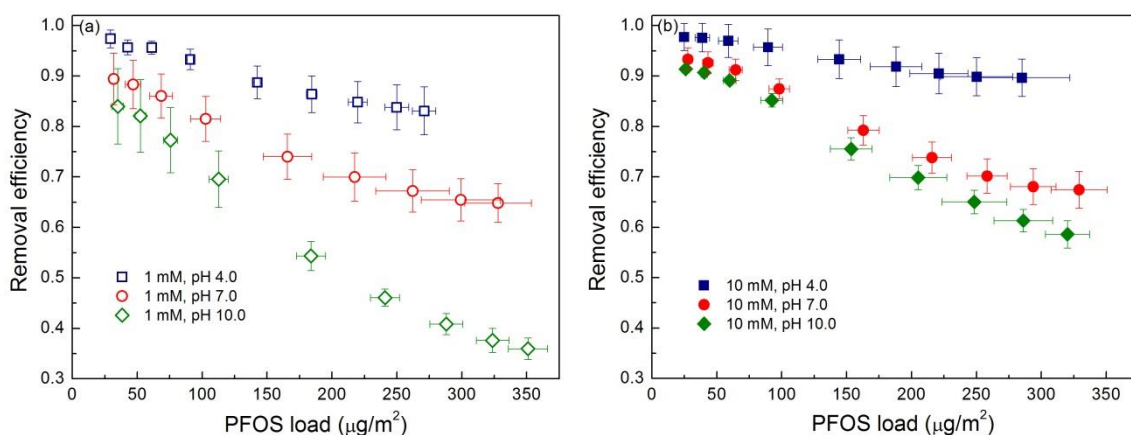 (a)
1.0
0.9
0.8
0.7
0.6
0.5
0.4
0.3
Removal efficiency
1 mM, pH 4.0
1 mM, pH 7.0
1 mM, pH 10.0
0 50 100 150 200 250 300 350
PFOS load (μg/m²)
(b)
1.0
0.9
0.8
0.7
0.6
0.5
0.4
0.3
Removal efficiency
10 mM, pH 4.0
10 mM, pH 7.0
10 mM, pH 10.0
0 50 100 150 200 250 300 350
PFOS load (μg/m²)